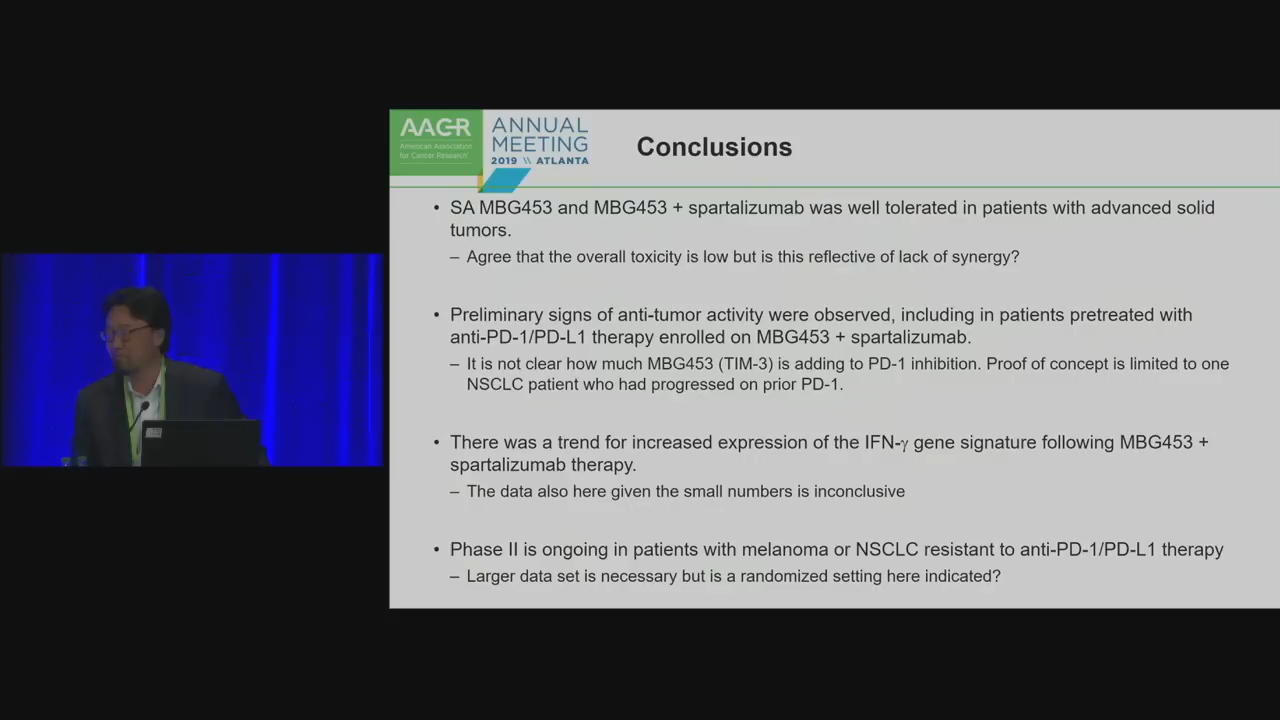 AACR
American Association
for Cancer Research
ANNUAL
MEETING
2019 \\ ATLANTA
Conclusions
• SA MBG453 and MBG453 + spartalizumab was well tolerated in patients with advanced solid
tumors.
– Agree that the overall toxicity is low but is this reflective of lack of synergy?
• Preliminary signs of anti-tumor activity were observed, including in patients pretreated with
anti-PD-1/PD-L1 therapy enrolled on MBG453 + spartalizumab.
– It is not clear how much MBG453 (TIM-3) is adding to PD-1 inhibition. Proof of concept is limited to one
NSCLC patient who had progressed on prior PD-1.
• There was a trend for increased expression of the IFN-γ gene signature following MBG453 +
spartalizumab therapy.
– The data also here given the small numbers is inconclusive
• Phase II is ongoing in patients with melanoma or NSCLC resistant to anti-PD-1/PD-L1 therapy
– Larger data set is necessary but is a randomized setting here indicated?